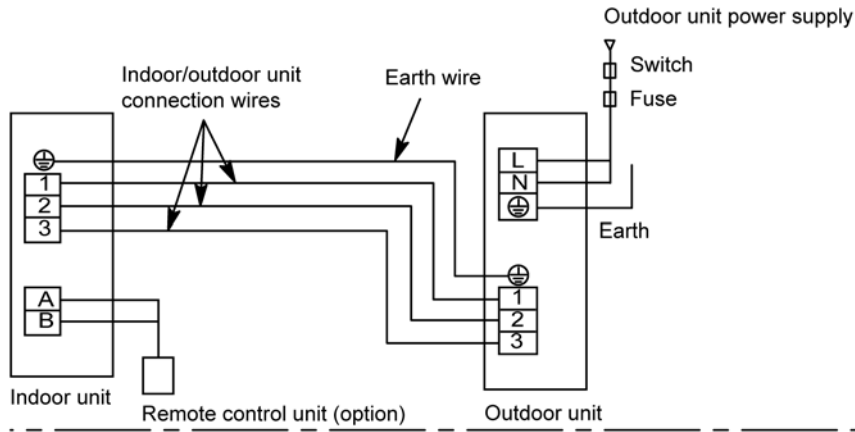 Outdoor unit power supply
Switch
Fuse
Indoor/outdoor unit
connection wires
Earth wire
1
2
3
A
B
L
N
Earth
1
2
3
Indoor unit
Remote control unit (option)
Outdoor unit